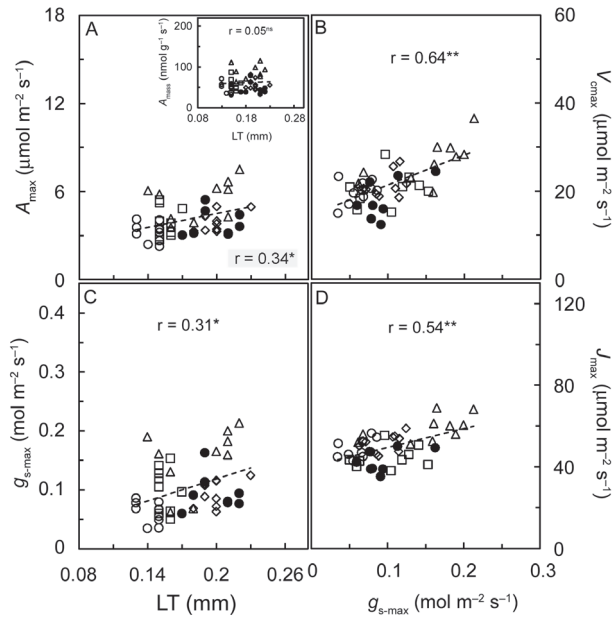 A
18
12
6
0
A_max (μmol m⁻² s⁻¹)
r = 0.34*
200
100
0
A_mass (nmol g⁻¹ s⁻¹)
r = 0.05ⁿˢ
0.08
0.18
0.28
LT (mm)
B
r = 0.64**
60
40
20
0
V_cmax (μmol m⁻² s⁻¹)
C
r = 0.31*
0.4
0.3
0.2
0.1
0
g_s-max (mol m⁻² s⁻¹)
0.08
0.14
0.2
0.26
LT (mm)
D
r = 0.54**
120
80
40
0
J_max (μmol m⁻² s⁻¹)
0
0.1
0.2
0.3
g_s-max (mol m⁻² s⁻¹)